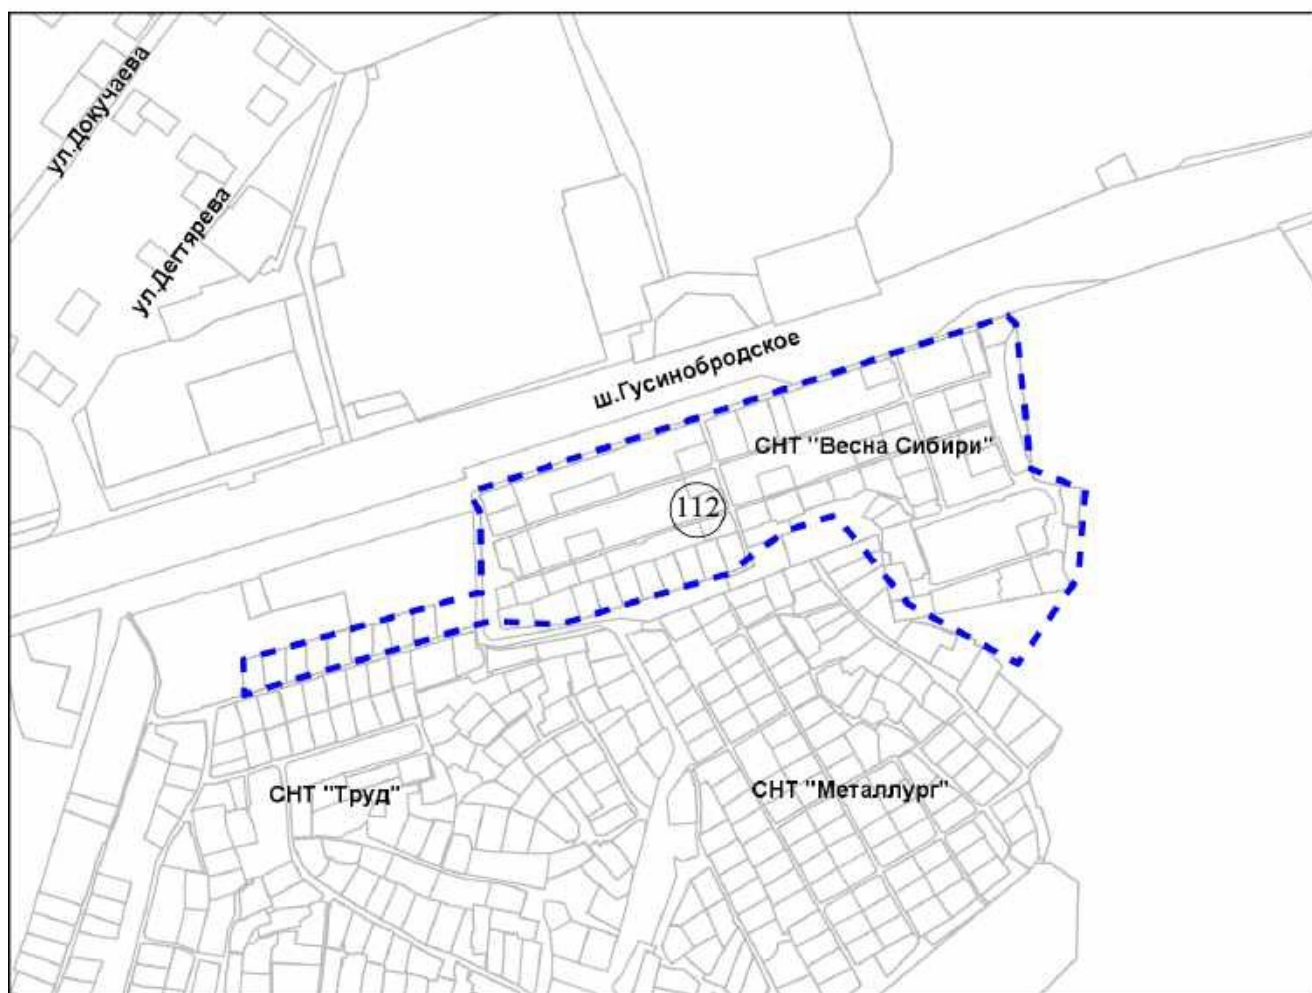 ул.Докучаева
ул.Дегтярева
ш.Гусинобродское
СНТ "Весна Сибири"
112
СНТ "Труд"
СНТ "Металлург"